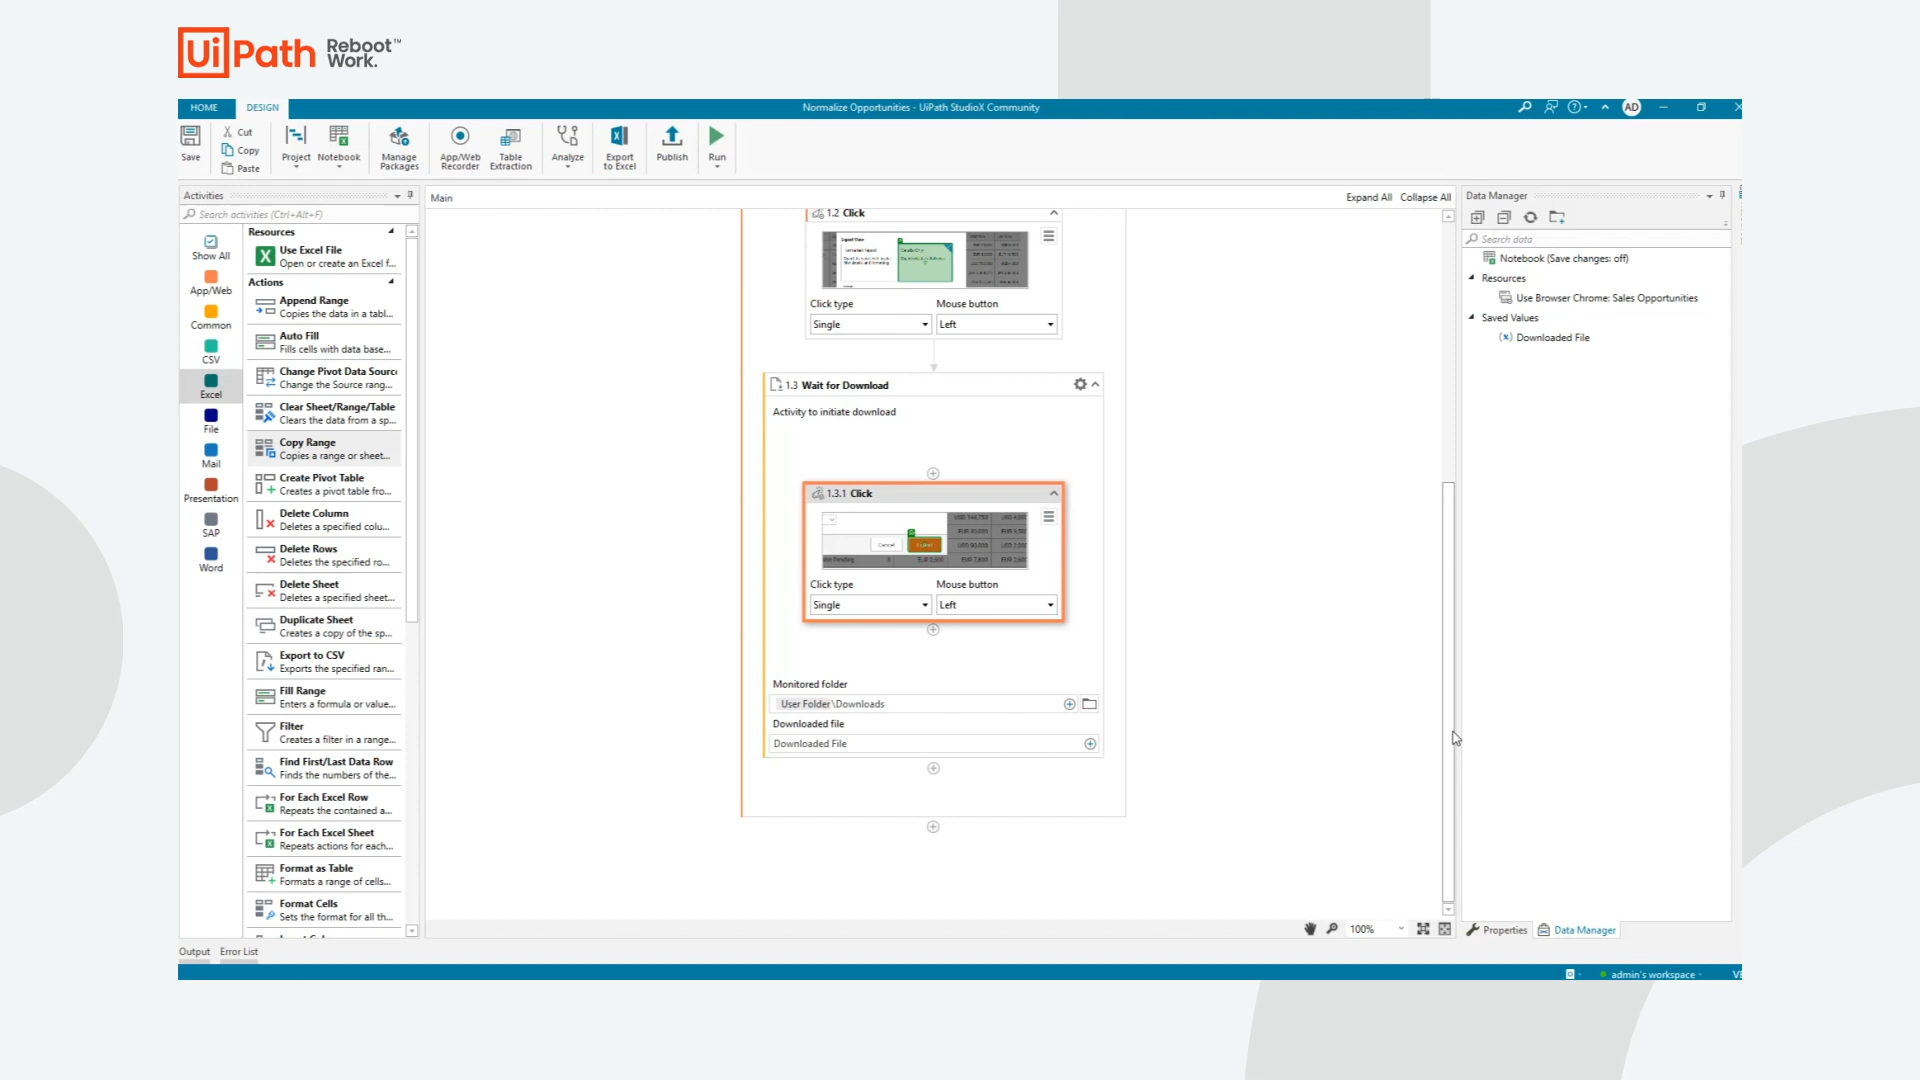 UiPath Reboot™
Work.
HOME DESIGN Normalize Opportunities - UiPath StudioX Community AD
Save
Cut
Copy
Paste
Project
Notebook
Manage
Packages
App/Web
Recorder
Table
Extraction
Analyze
Export
to Excel
Publish
Run
Activities
Search activities (Ctrl+Alt+F)
Show All
App/Web
Common
CSV
Excel
File
Mail
Presentation
SAP
Word
Resources
Use Excel File
Open or create an Excel f...
Actions
Append Range
Copies the data in a tabl...
Auto Fill
Fills cells with data base...
Change Pivot Data Sourc
Change the Source rang...
Clear Sheet/Range/Table
Clears the data from a sp...
Copy Range
Copies a range or sheet...
Create Pivot Table
Creates a pivot table fro...
Delete Column
Deletes a specified colu...
Delete Rows
Deletes the specified ro...
Delete Sheet
Deletes a specified sheet...
Duplicate Sheet
Creates a copy of the sp...
Export to CSV
Exports the specified ran...
Fill Range
Enters a formula or value...
Filter
Creates a filter in a range...
Find First/Last Data Row
Finds the numbers of the...
For Each Excel Row
Repeats the contained a...
For Each Excel Sheet
Repeats actions for each...
Format as Table
Formats a range of cells...
Format Cells
Sets the format for all th...
Main
Expand All Collapse All
1.2 Click
Click type Mouse button
Single Left
1.3 Wait for Download
Activity to initiate download
1.3.1 Click
Cancel
Click type Mouse button
Single Left
Monitored folder
User Folder\Downloads
Downloaded file
Downloaded File
100%
Data Manager
Search data
Notebook (Save changes: off)
Resources
Use Browser Chrome: Sales Opportunities
Saved Values
(x) Downloaded File
Properties Data Manager
Output Error List
admin's workspace